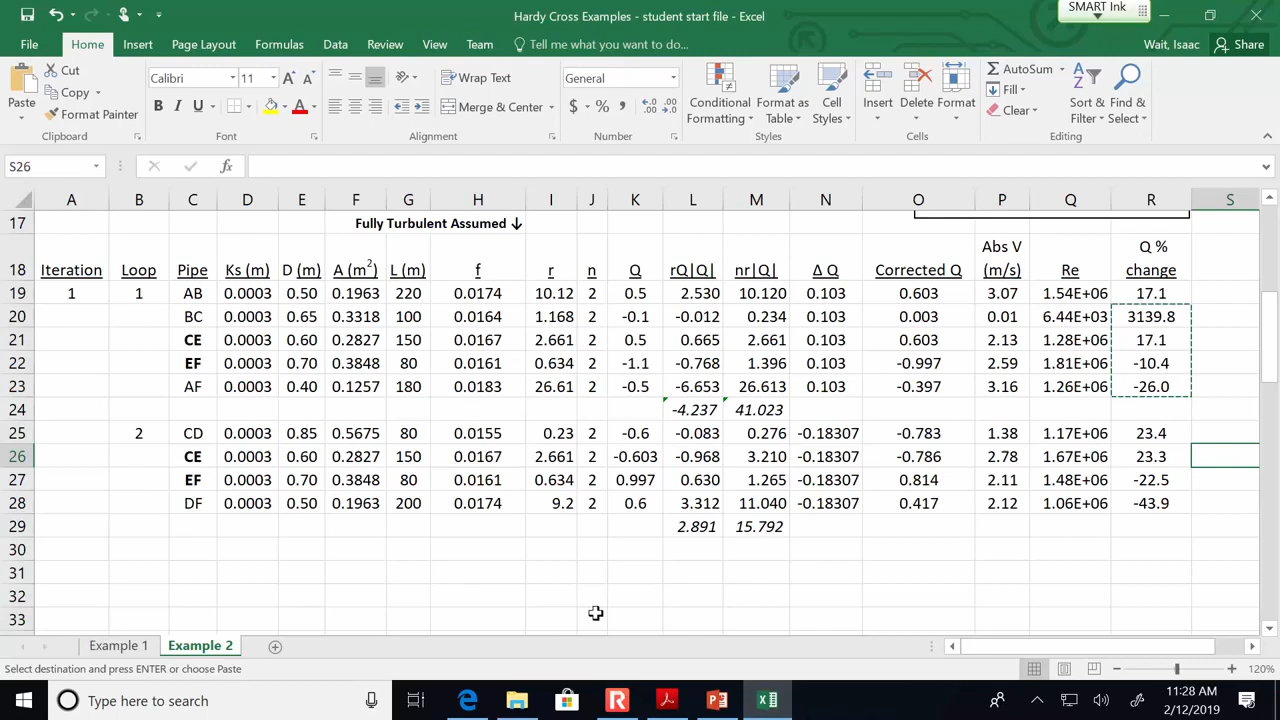 Hardy Cross Examples - student start file - Excel
SMART Ink
File Home Insert Page Layout Formulas Data Review View Team Tell me what you want to do... Wait, Isaac Share
Paste Cut Copy Format Painter Clipboard
Calibri 11 A A B I U A Font
Wrap Text Merge & Center Alignment
General $ % , Number
Conditional Formatting Format as Table Cell Styles Styles
Insert Delete Format Cells
AutoSum Fill Clear Sort & Filter Find & Select Editing
S26 fx
A B C D E F G H I J K L M N O P Q R S
17 Fully Turbulent Assumed ↓
18 Iteration Loop Pipe Ks (m) D (m) A (m²) L (m) f r n Q rQ|Q| nr|Q| Δ Q Corrected Q Abs V (m/s) Re Q % change
19 1 1 AB 0.0003 0.50 0.1963 220 0.0174 10.12 2 0.5 2.530 10.120 0.103 0.603 3.07 1.54E+06 17.1
20 BC 0.0003 0.65 0.3318 100 0.0164 1.168 2 -0.1 -0.012 0.234 0.103 0.003 0.01 6.44E+03 3139.8
21 CE 0.0003 0.60 0.2827 150 0.0167 2.661 2 0.5 0.665 2.661 0.103 0.603 2.13 1.28E+06 17.1
22 EF 0.0003 0.70 0.3848 80 0.0161 0.634 2 -1.1 -0.768 1.396 0.103 -0.997 2.59 1.81E+06 -10.4
23 AF 0.0003 0.40 0.1257 180 0.0183 26.61 2 -0.5 -6.653 26.613 0.103 -0.397 3.16 1.26E+06 -26.0
24 -4.237 41.023
25 2 CD 0.0003 0.85 0.5675 80 0.0155 0.23 2 -0.6 -0.083 0.276 -0.18307 -0.783 1.38 1.17E+06 23.4
26 CE 0.0003 0.60 0.2827 150 0.0167 2.661 2 -0.603 -0.968 3.210 -0.18307 -0.786 2.78 1.67E+06 23.3
27 EF 0.0003 0.70 0.3848 80 0.0161 0.634 2 0.997 0.630 1.265 -0.18307 0.814 2.11 1.48E+06 -22.5
28 DF 0.0003 0.50 0.1963 200 0.0174 9.2 2 0.6 3.312 11.040 -0.18307 0.417 2.12 1.06E+06 -43.9
29 2.891 15.792
30
31
32
33
Example 1 Example 2
Select destination and press ENTER or choose Paste 120%
Type here to search
11:28 AM
2/12/2019